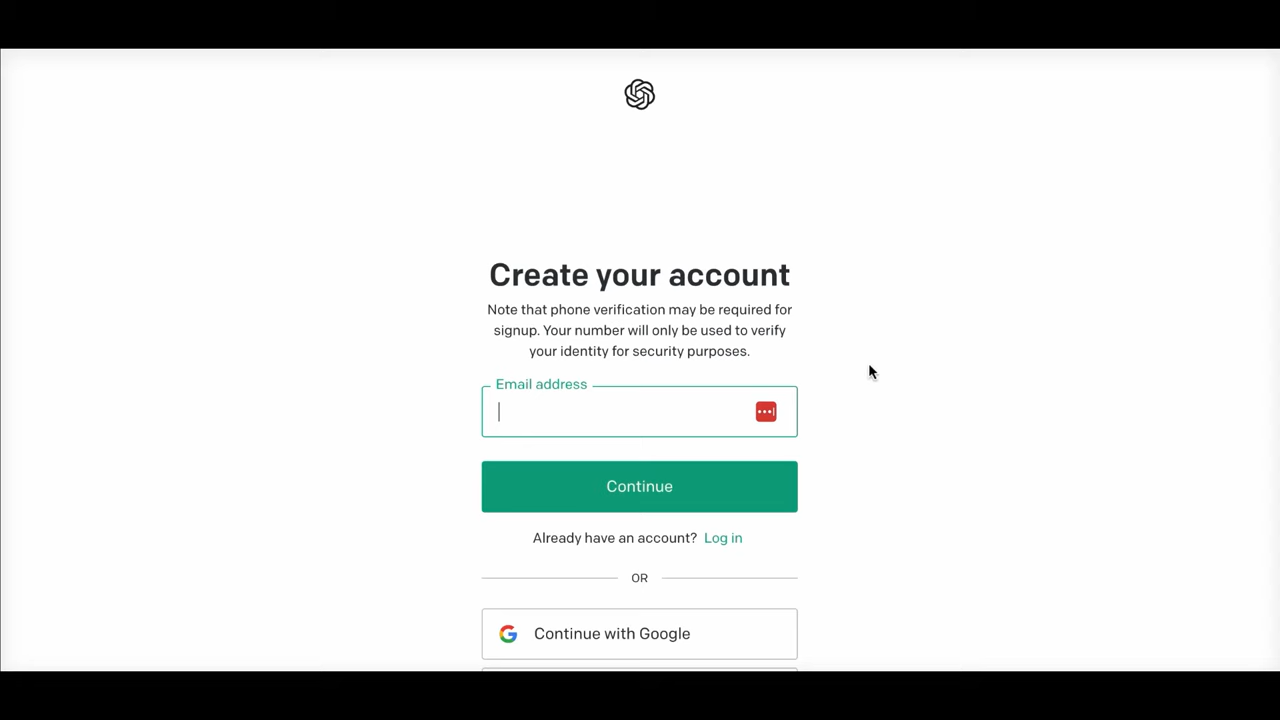 Create your account
Note that phone verification may be required for
signup. Your number will only be used to verify
your identity for security purposes.
Email address
Continue
Already have an account? Log in
OR
Continue with Google